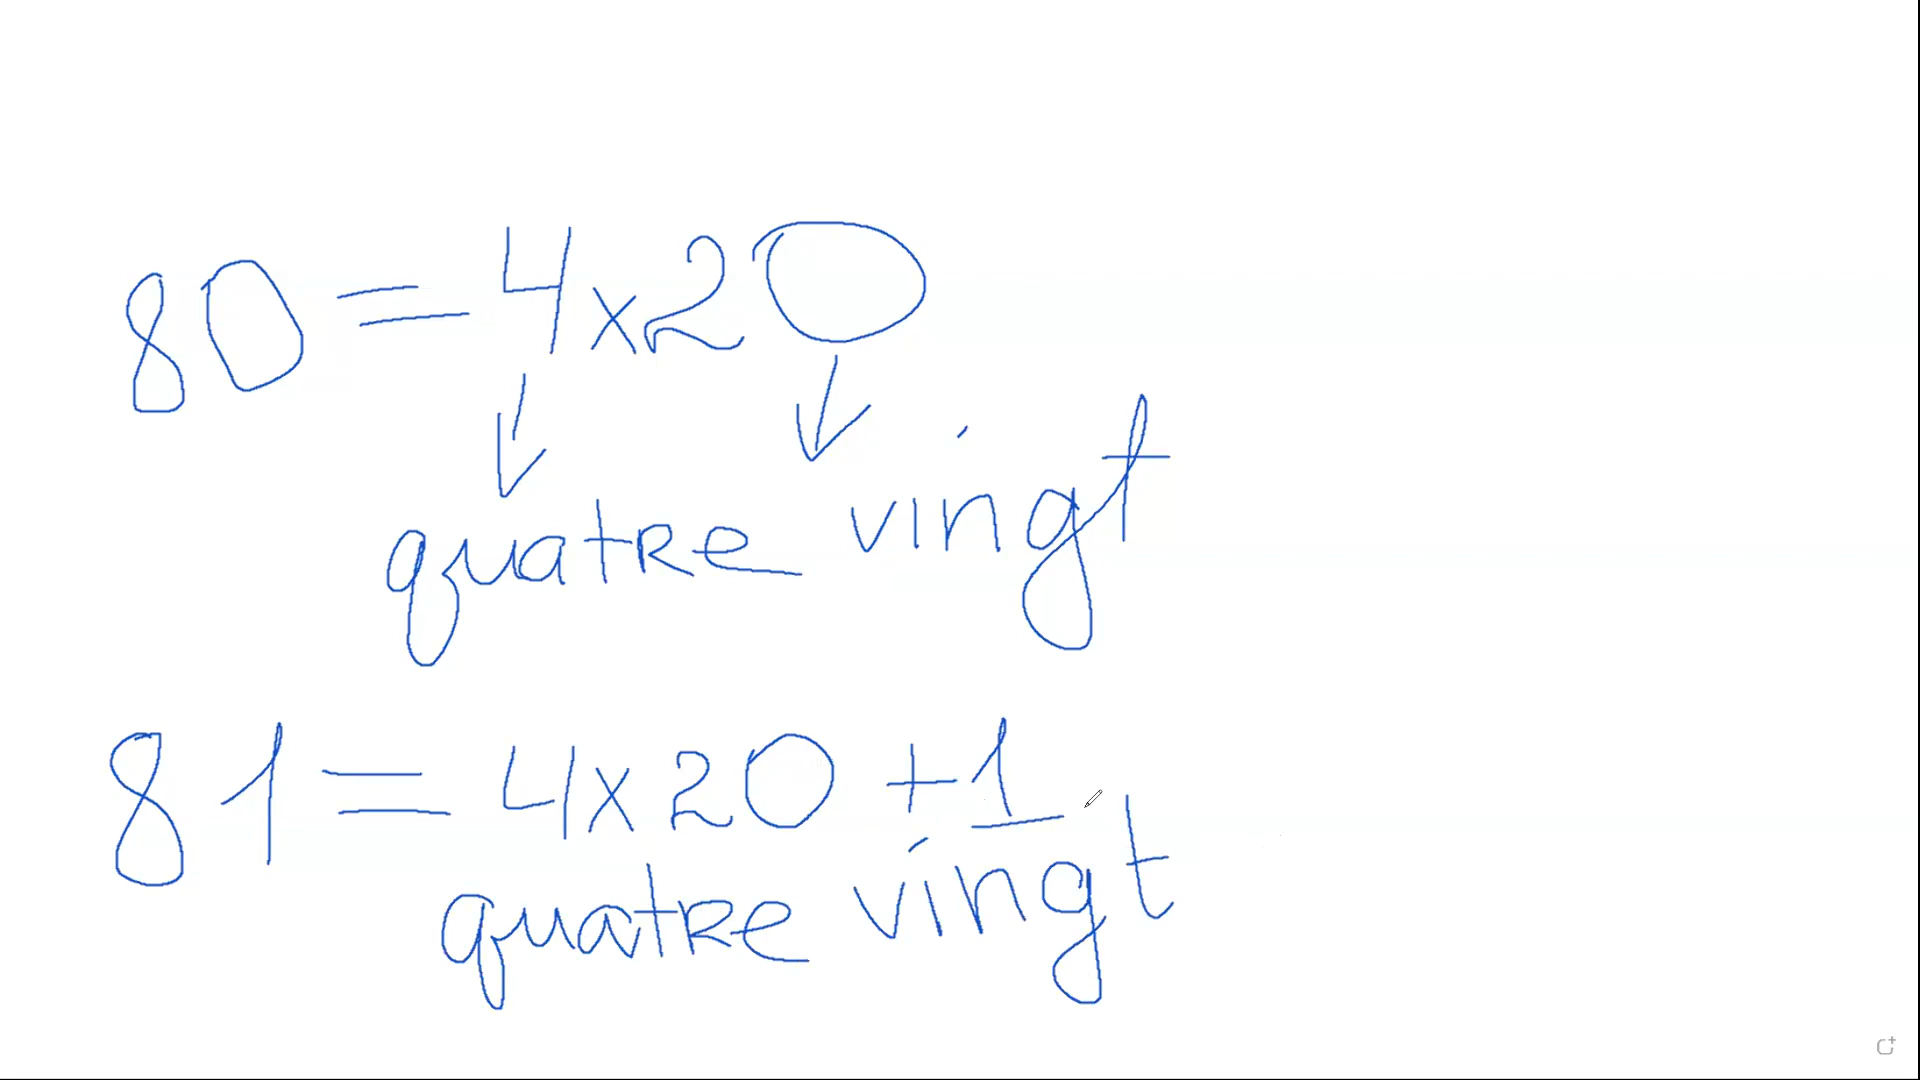 80 = 4x20
quatre vingt
81 = 4x20 +1
quatre vingt